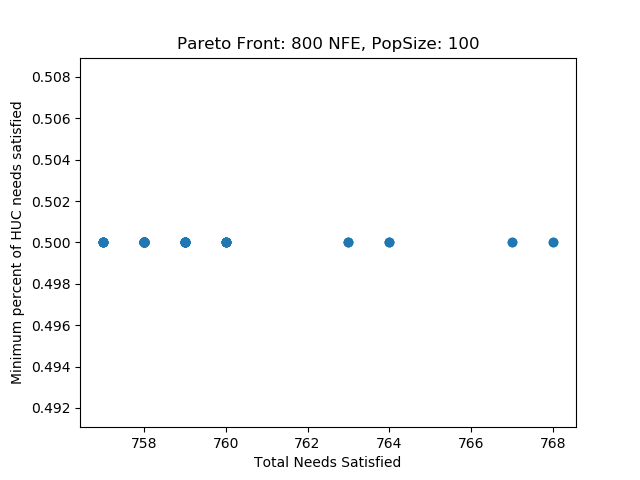 Pareto Front: 800 NFE, PopSize: 100
Minimum percent of HUC needs satisfied
0.508
0.506
0.504
0.502
0.500
0.498
0.496
0.494
0.492
758 760 762 764 766 768
Total Needs Satisfied